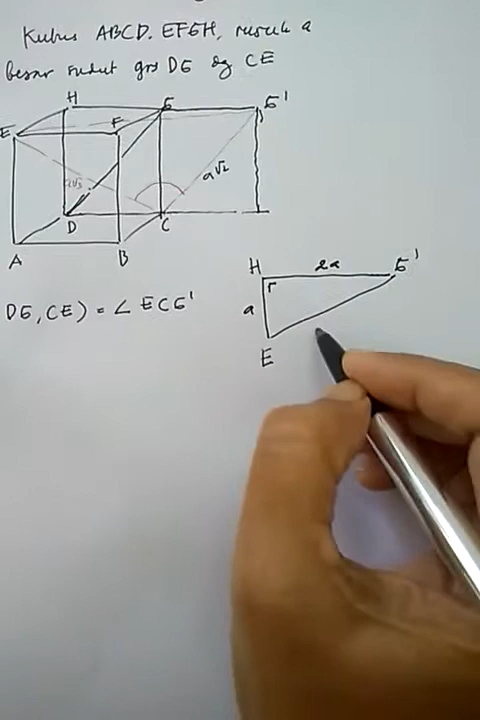 Kubus ABCD.EFGH, rusuk a
besar sudut grs DG dg CE
H G G'
E F
a√3 a√2
D C
A B
H 2a G'
DG, CE) = ∠ ECG'
a
E